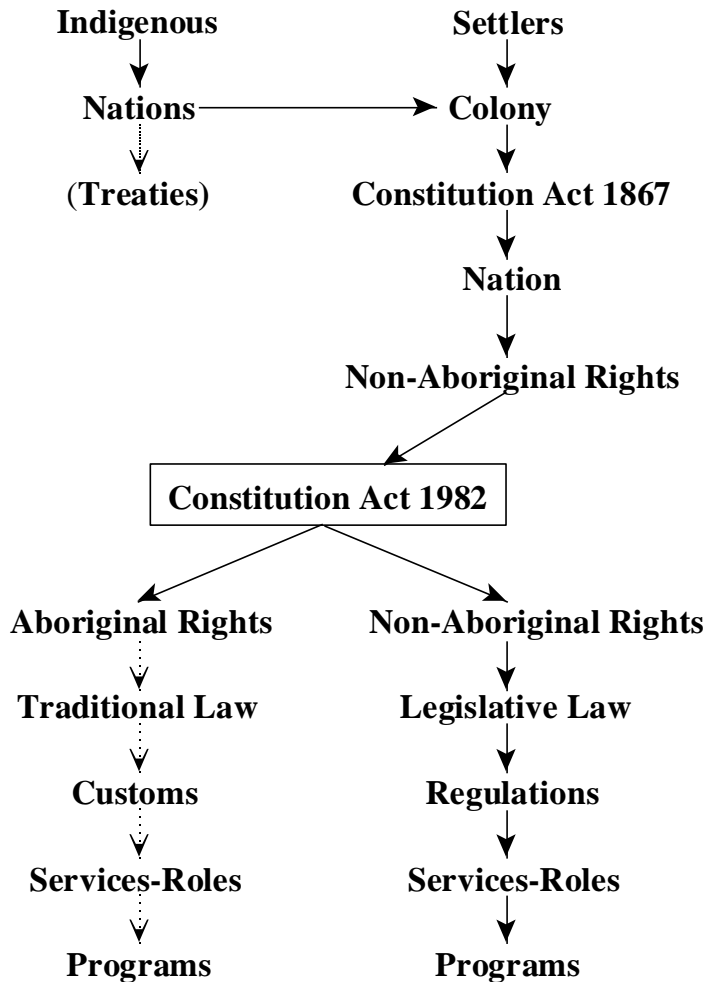 Indigenous Settlers
Nations Colony
(Treaties) Constitution Act 1867
Nation
Non-Aboriginal Rights
Constitution Act 1982
Aboriginal Rights Non-Aboriginal Rights
Traditional Law Legislative Law
Customs Regulations
Services-Roles Services-Roles
Programs Programs